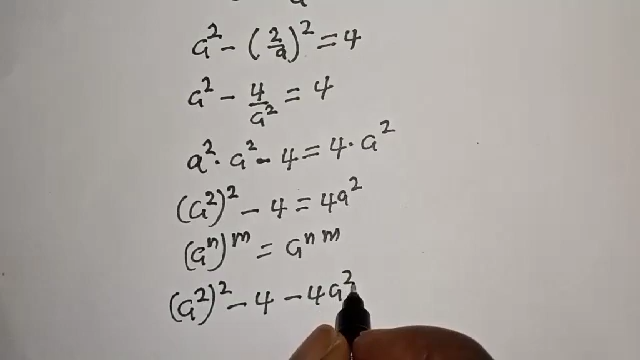 a² - (2/a)² = 4
a² - 4/a² = 4
a² · a² - 4 = 4 · a²
(a²)² - 4 = 4a²
(aⁿ)ᵐ = aⁿᵐ
(a²)² - 4 - 4a²